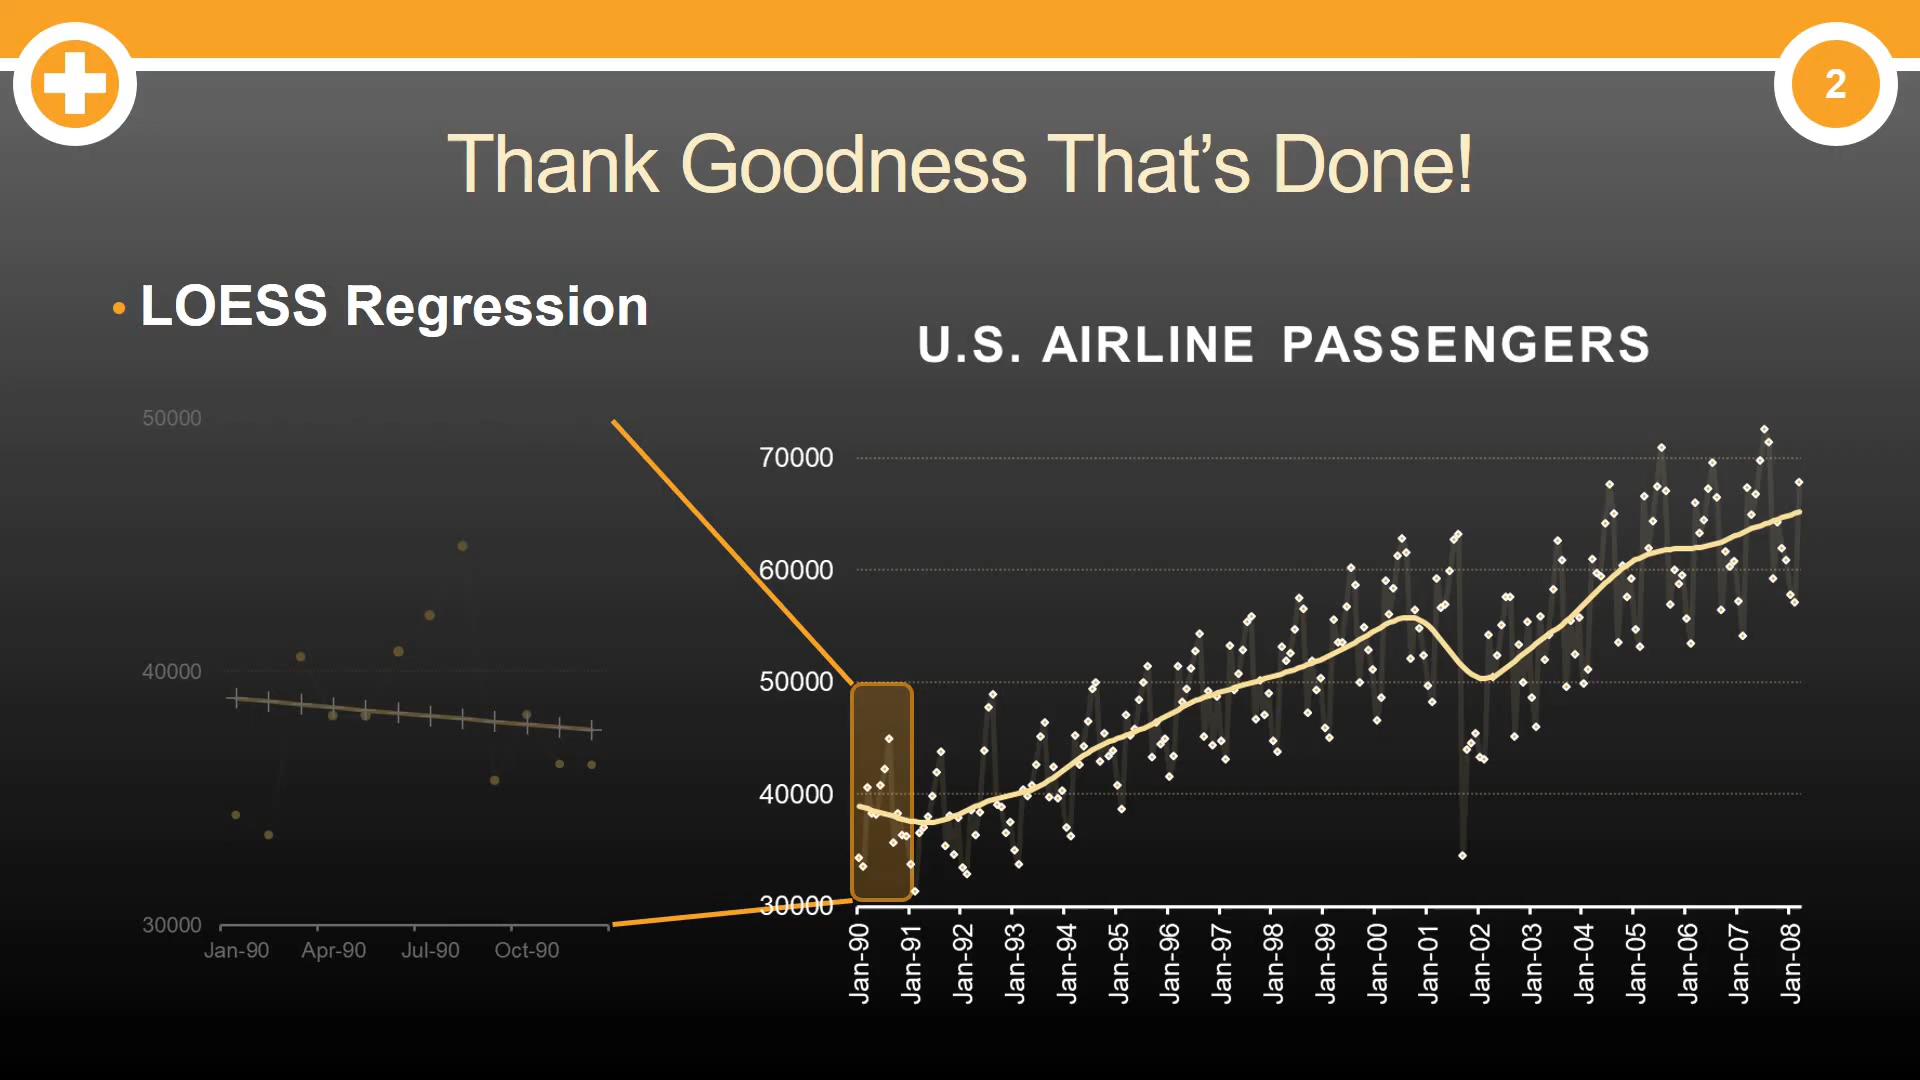 2
Thank Goodness That’s Done!
• LOESS Regression
50000
40000
30000
Jan-90 Apr-90 Jul-90 Oct-90
U.S. AIRLINE PASSENGERS
70000
60000
50000
40000
30000
Jan-90 Jan-91 Jan-92 Jan-93 Jan-94 Jan-95 Jan-96 Jan-97 Jan-98 Jan-99 Jan-00 Jan-01 Jan-02 Jan-03 Jan-04 Jan-05 Jan-06 Jan-07 Jan-08